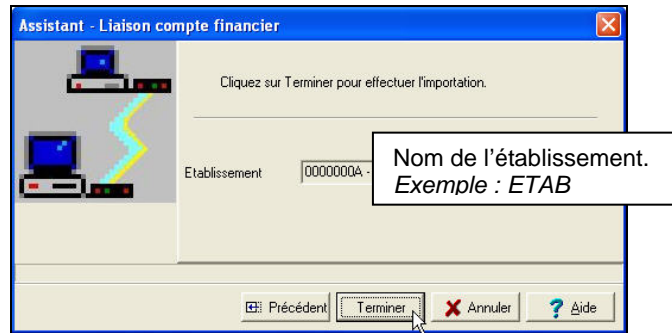 Assistant - Liaison compte financier
Cliquez sur Terminer pour effectuer l'importation.
Etablissement
0000000A -
Nom de l'établissement.
Exemple : ETAB
Précédent
Terminer
Annuler
? Aide